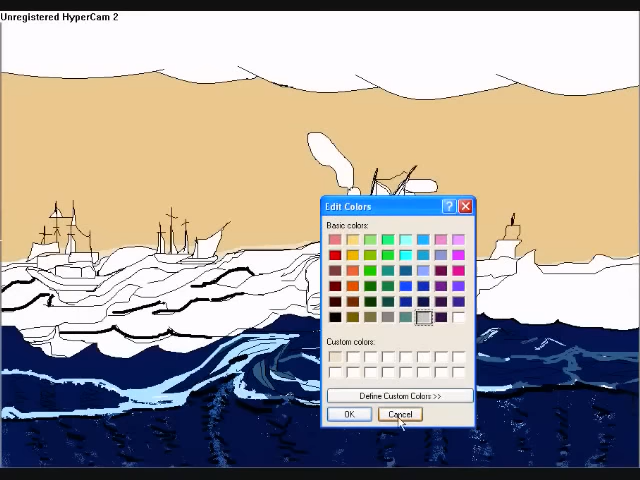 Unregistered HyperCam 2
Edit Colors
?
Basic colors:
Custom colors:
Define Custom Colors >>
OK
Cancel